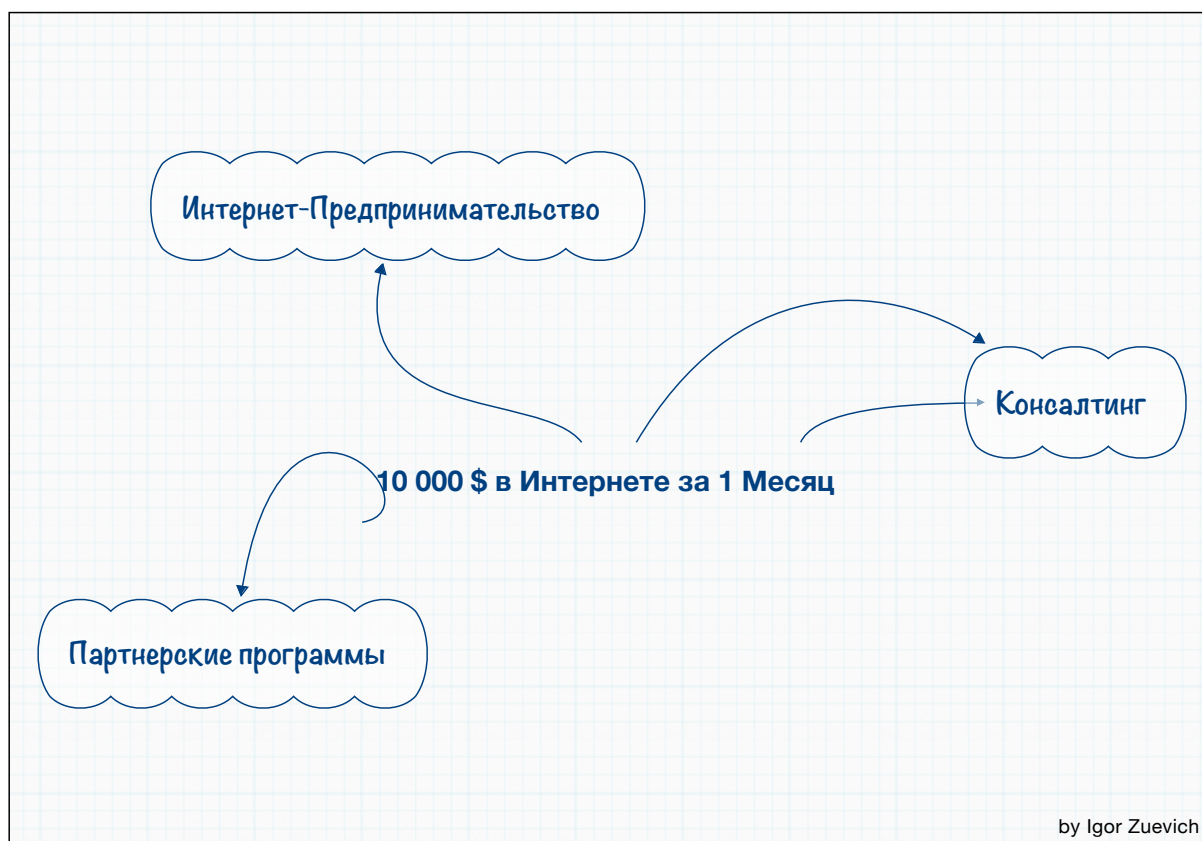 Интернет-Предпринимательство
Консалтинг
10 000 $ в Интернете за 1 Месяц
Партнерские программы
by Igor Zuevich